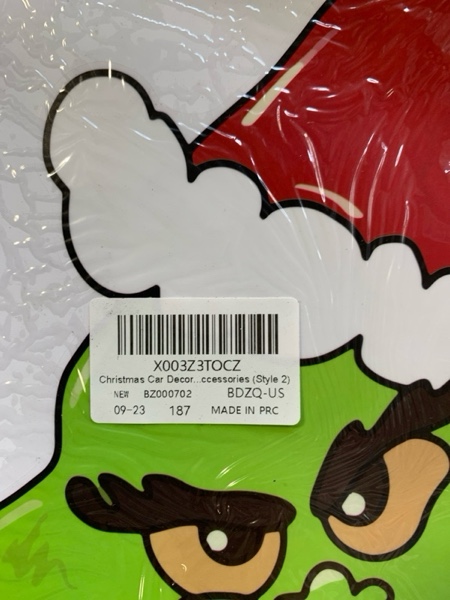 X003Z3TOCZ
Christmas Car Decor...ccessories (Style 2)
NEW BZ000702 BDZQ-US
09-23 187 MADE IN PRC